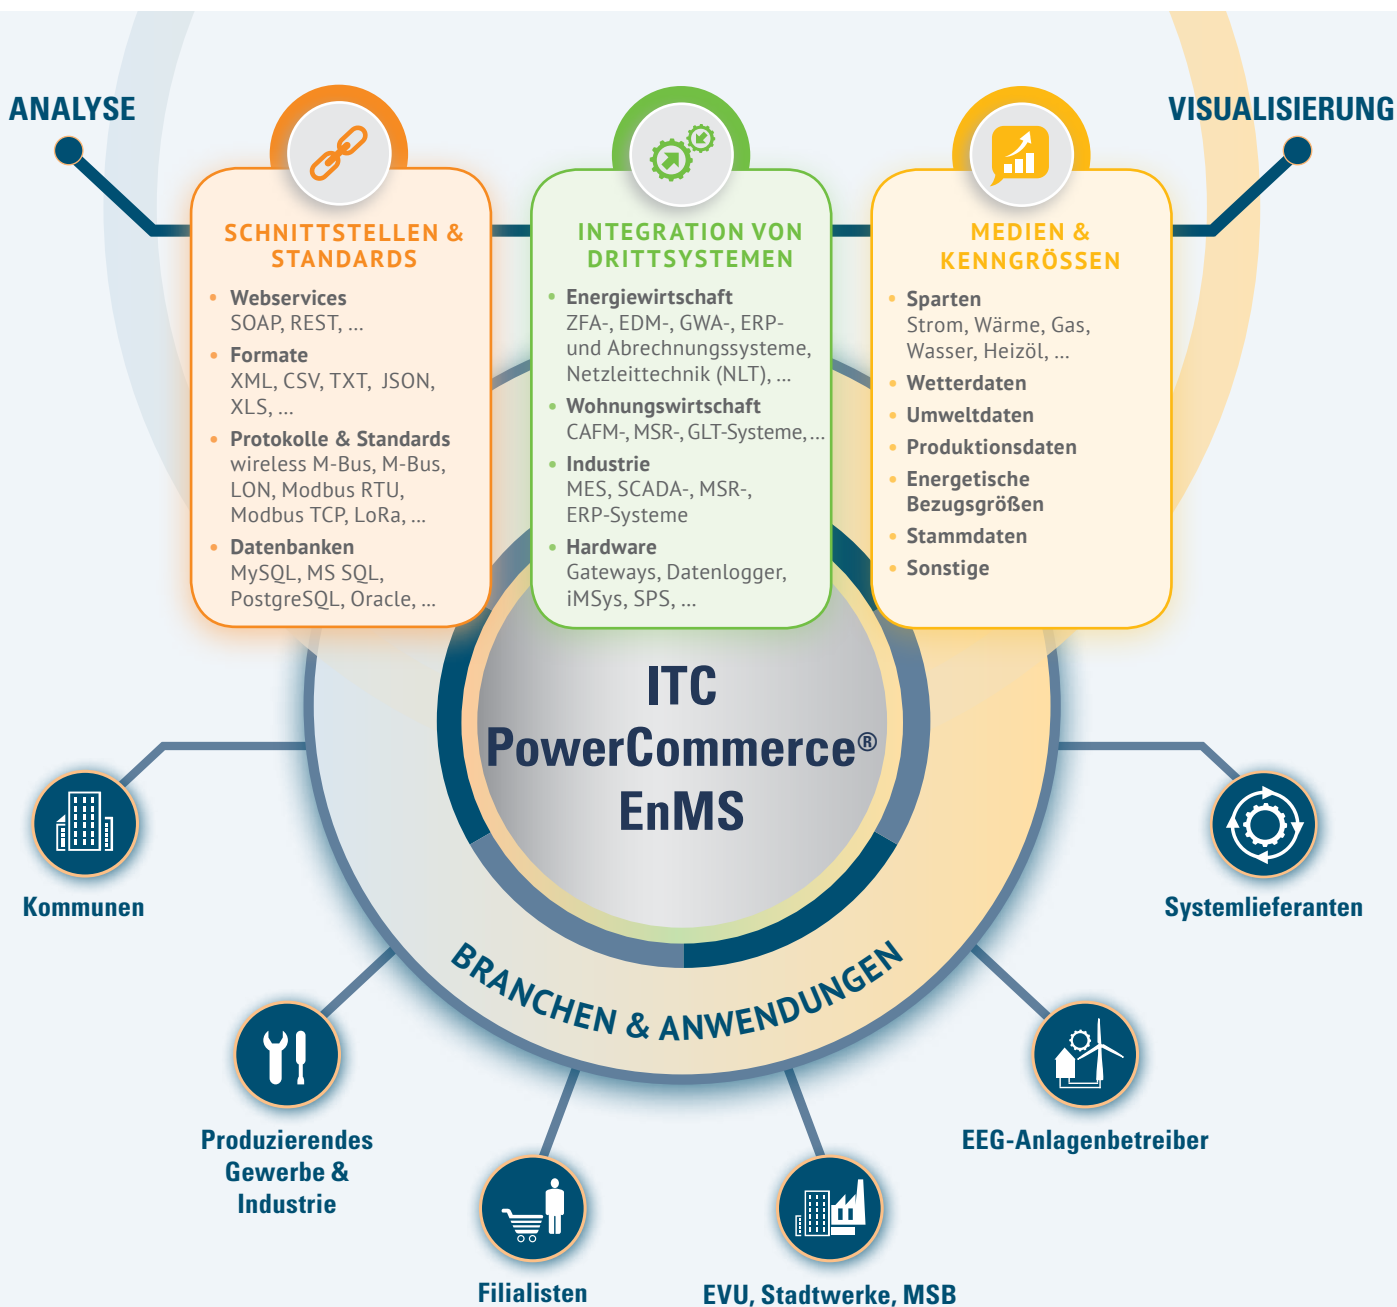 ANALYSE
VISUALISIERUNG
SCHNITTSTELLEN &
STANDARDS
• Webservices
SOAP, REST, ...
• Formate
XML, CSV, TXT, JSON,
XLS, ...
• Protokolle & Standards
wireless M-Bus, M-Bus,
LON, Modbus RTU,
Modbus TCP, LoRa, ...
• Datenbanken
MySQL, MS SQL,
PostgreSQL, Oracle, ...
INTEGRATION VON
DRITTSYSTEMEN
• Energiewirtschaft
ZFA-, EDM-, GWA-, ERP-
und Abrechnungssysteme,
Netzleittechnik (NLT), ...
• Wohnungswirtschaft
CAFM-, MSR-, GLT-Systeme, ...
• Industrie
MES, SCADA-, MSR-,
ERP-Systeme
• Hardware
Gateways, Datenlogger,
iMSys, SPS, ...
MEDIEN &
KENNGRÖSSEN
• Sparten
Strom, Wärme, Gas,
Wasser, Heizöl, ...
• Wetterdaten
• Umweltdaten
• Produktionsdaten
• Energetische
Bezugsgrößen
• Stammdaten
• Sonstige
ITC
PowerCommerce®
EnMS
BRANCHEN & ANWENDUNGEN
Kommunen
Produzierendes
Gewerbe &
Industrie
Filialisten
EVU, Stadtwerke, MSB
EEG-Anlagenbetreiber
Systemlieferanten